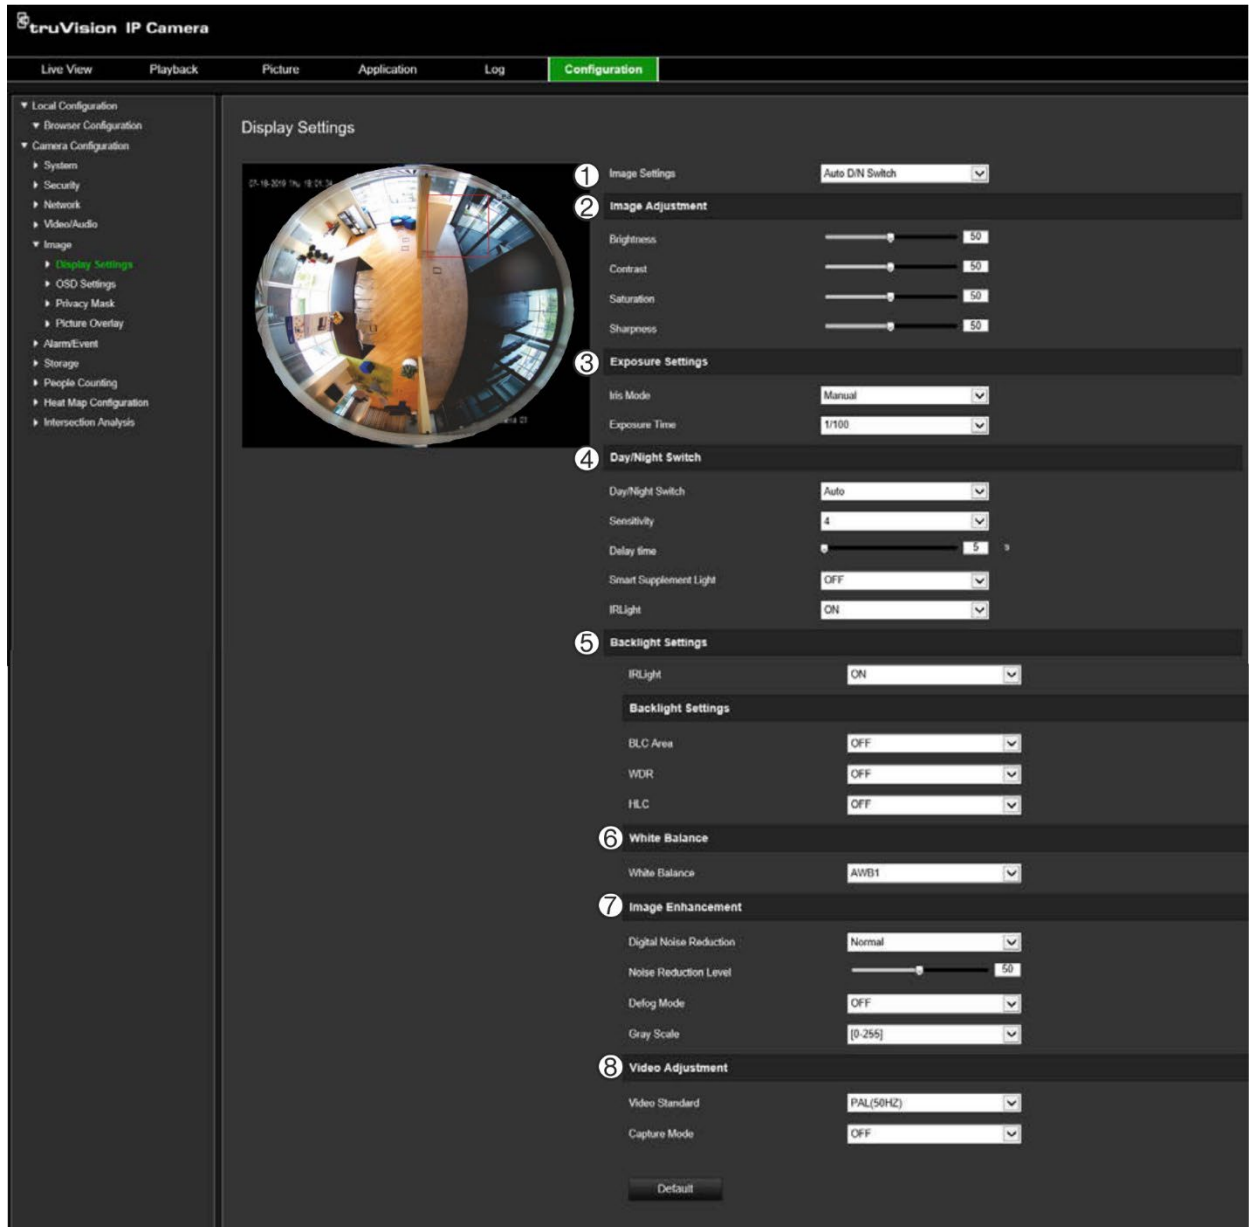 truVision IP Camera
Live View Playback Picture Application Log Configuration
Local Configuration
Browser Configuration
Camera Configuration
System
Security
Network
Video/Audio
Image
Display Settings
OSD Settings
Privacy Mask
Picture Overlay
Alarm/Event
Storage
People Counting
Heat Map Configuration
Intersection Analysis
Display Settings
07-18-2019 Thu
1 Image Settings Auto D/N Switch
2 Image Adjustment
Brightness 50
Contrast 50
Saturation 50
Sharpness 50
3 Exposure Settings
Iris Mode Manual
Exposure Time 1/100
4 Day/Night Switch
Day/Night Switch Auto
Sensitivity 4
Delay time 5 s
Smart Supplement Light OFF
IRLight ON
5 Backlight Settings
IRLight ON
Backlight Settings
BLC Area OFF
WDR OFF
HLC OFF
6 White Balance
White Balance AWB1
7 Image Enhancement
Digital Noise Reduction Normal
Noise Reduction Level 50
Defog Mode OFF
Gray Scale [0-255]
8 Video Adjustment
Video Standard PAL(50HZ)
Capture Mode OFF
Default